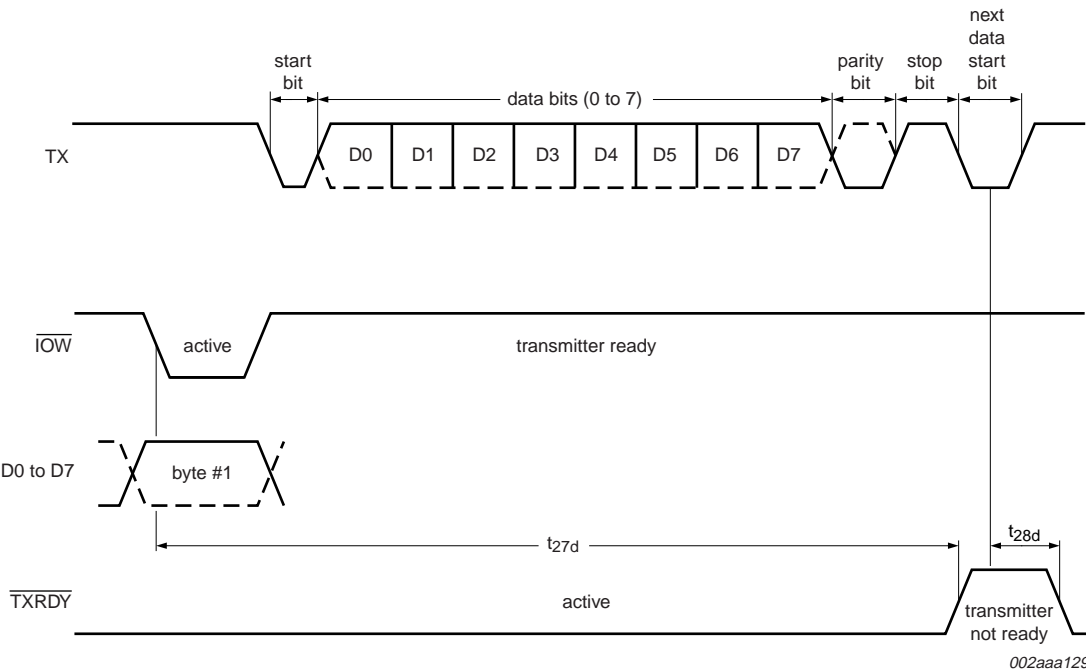 next
data
start
bit
start
bit
parity
bit
stop
bit
data bits (0 to 7)
TX
D0 D1 D2 D3 D4 D5 D6 D7
IOW
active
transmitter ready
D0 to D7
byte #1
t27d
t28d
TXRDY
active
transmitter
not ready
002aaa129